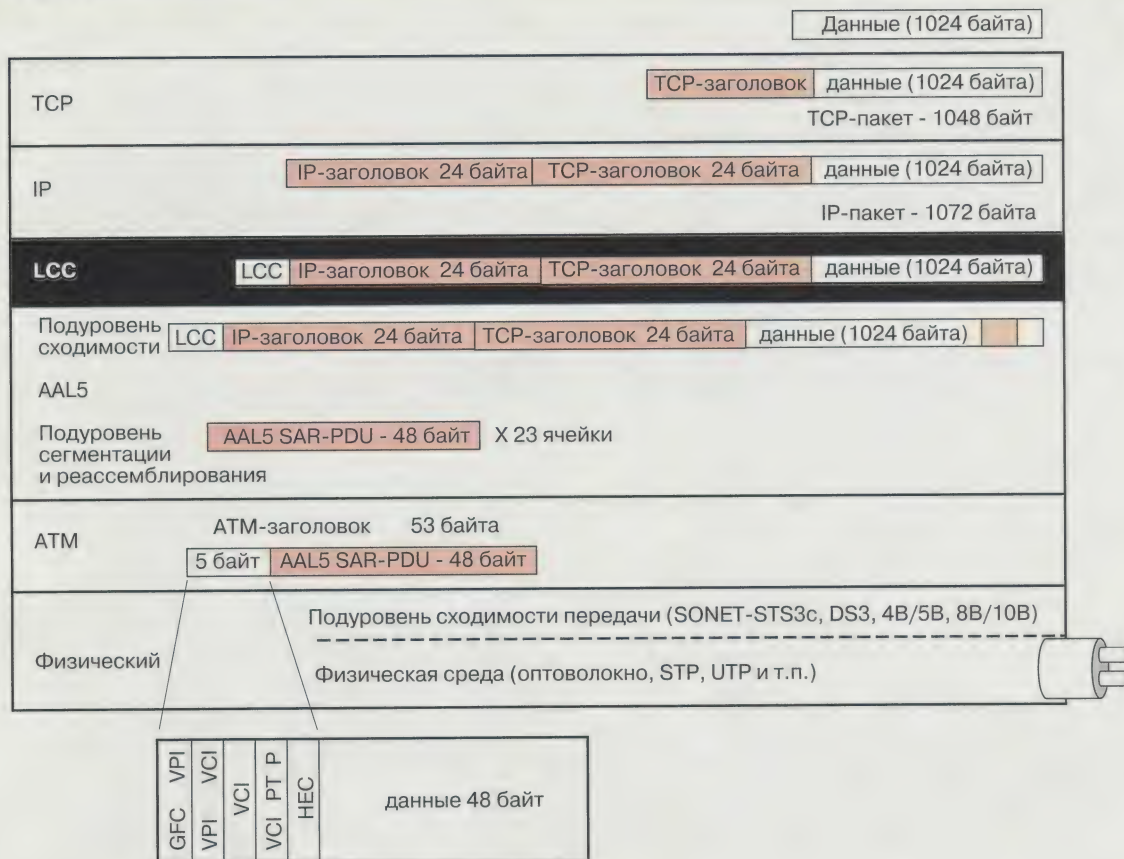 Данные (1024 байта)
TCP
TCP-заголовок данные (1024 байта)
TCP-пакет - 1048 байт
IP
IP-заголовок 24 байта TCP-заголовок 24 байта данные (1024 байта)
IP-пакет - 1072 байта
LCC
LCC IP-заголовок 24 байта TCP-заголовок 24 байта данные (1024 байта)
Подуровень
сходимости
LCC IP-заголовок 24 байта TCP-заголовок 24 байта данные (1024 байта)
AAL5
Подуровень
сегментации
и реассемблирования
AAL5 SAR-PDU - 48 байт X 23 ячейки
ATM
ATM-заголовок 53 байта
5 байт AAL5 SAR-PDU - 48 байт
Физический
Подуровень сходимости передачи (SONET-STS3c, DS3, 4B/5B, 8B/10B)
Физическая среда (оптоволокно, STP, UTP и т.п.)
GFC VPI
VPI VCI
VCI
VCI PT P
HEC
данные 48 байт